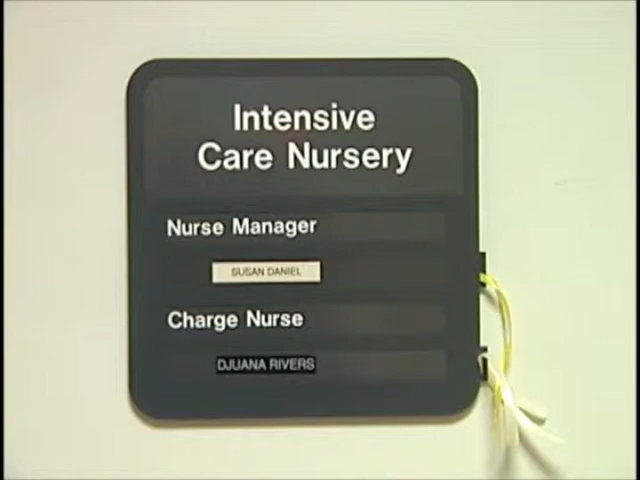 Intensive
Care Nursery
Nurse Manager
SUSAN DANIEL
Charge Nurse
DJUANA RIVERS